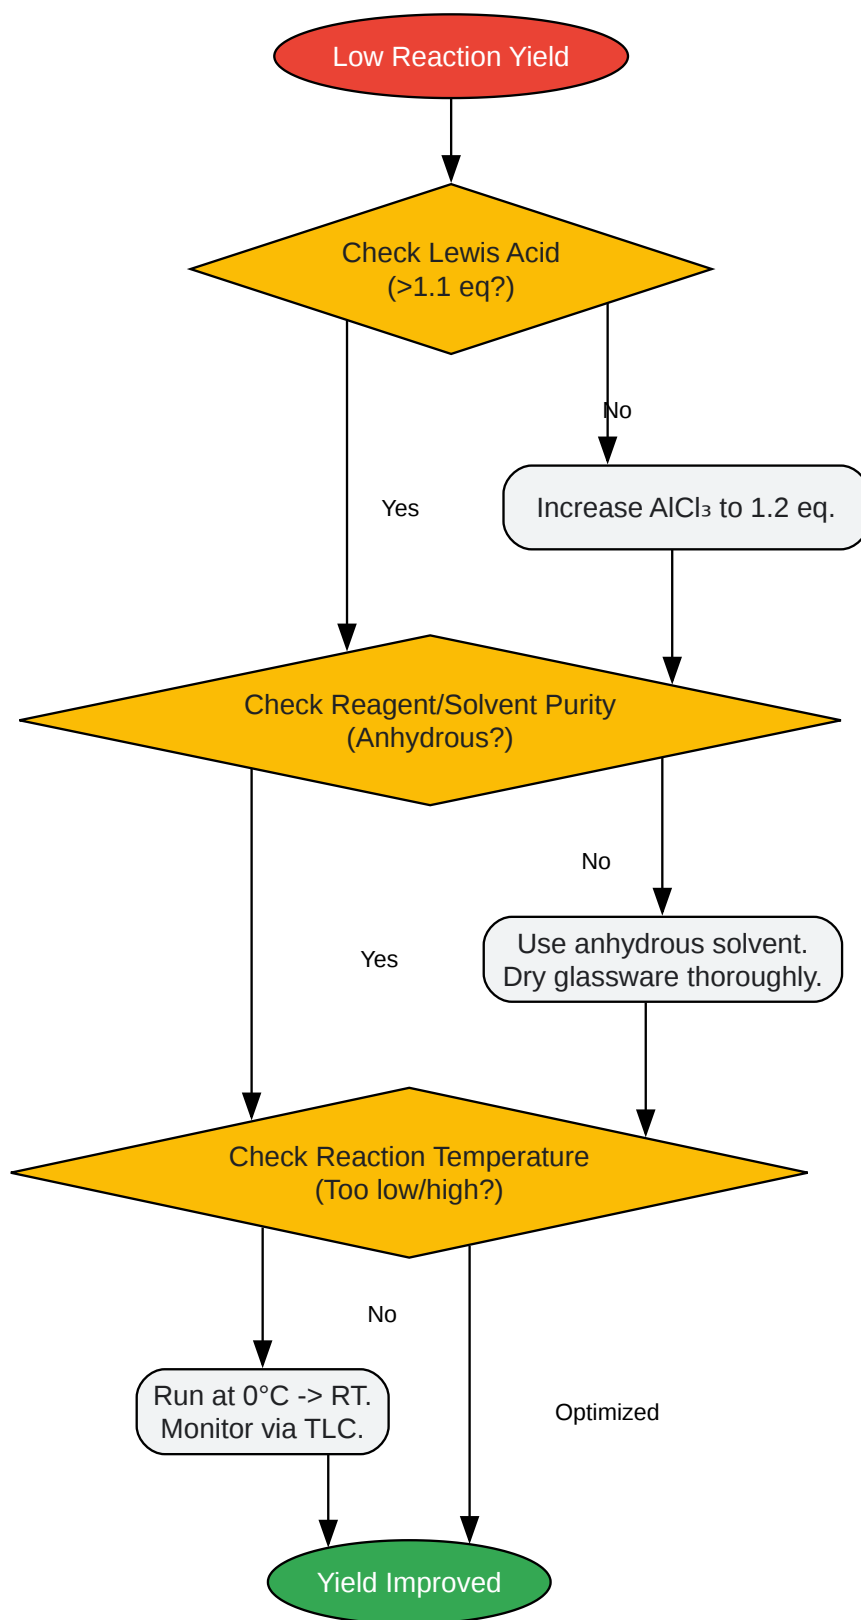 Low Reaction Yield
Check Lewis Acid
(>1.1 eq?)
No
Yes
Increase AlCl₃ to 1.2 eq.
Check Reagent/Solvent Purity
(Anhydrous?)
No
Use anhydrous solvent.
Dry glassware thoroughly.
Yes
Check Reaction Temperature
(Too low/high?)
No
Run at 0°C -> RT.
Monitor via TLC.
Optimized
Yield Improved